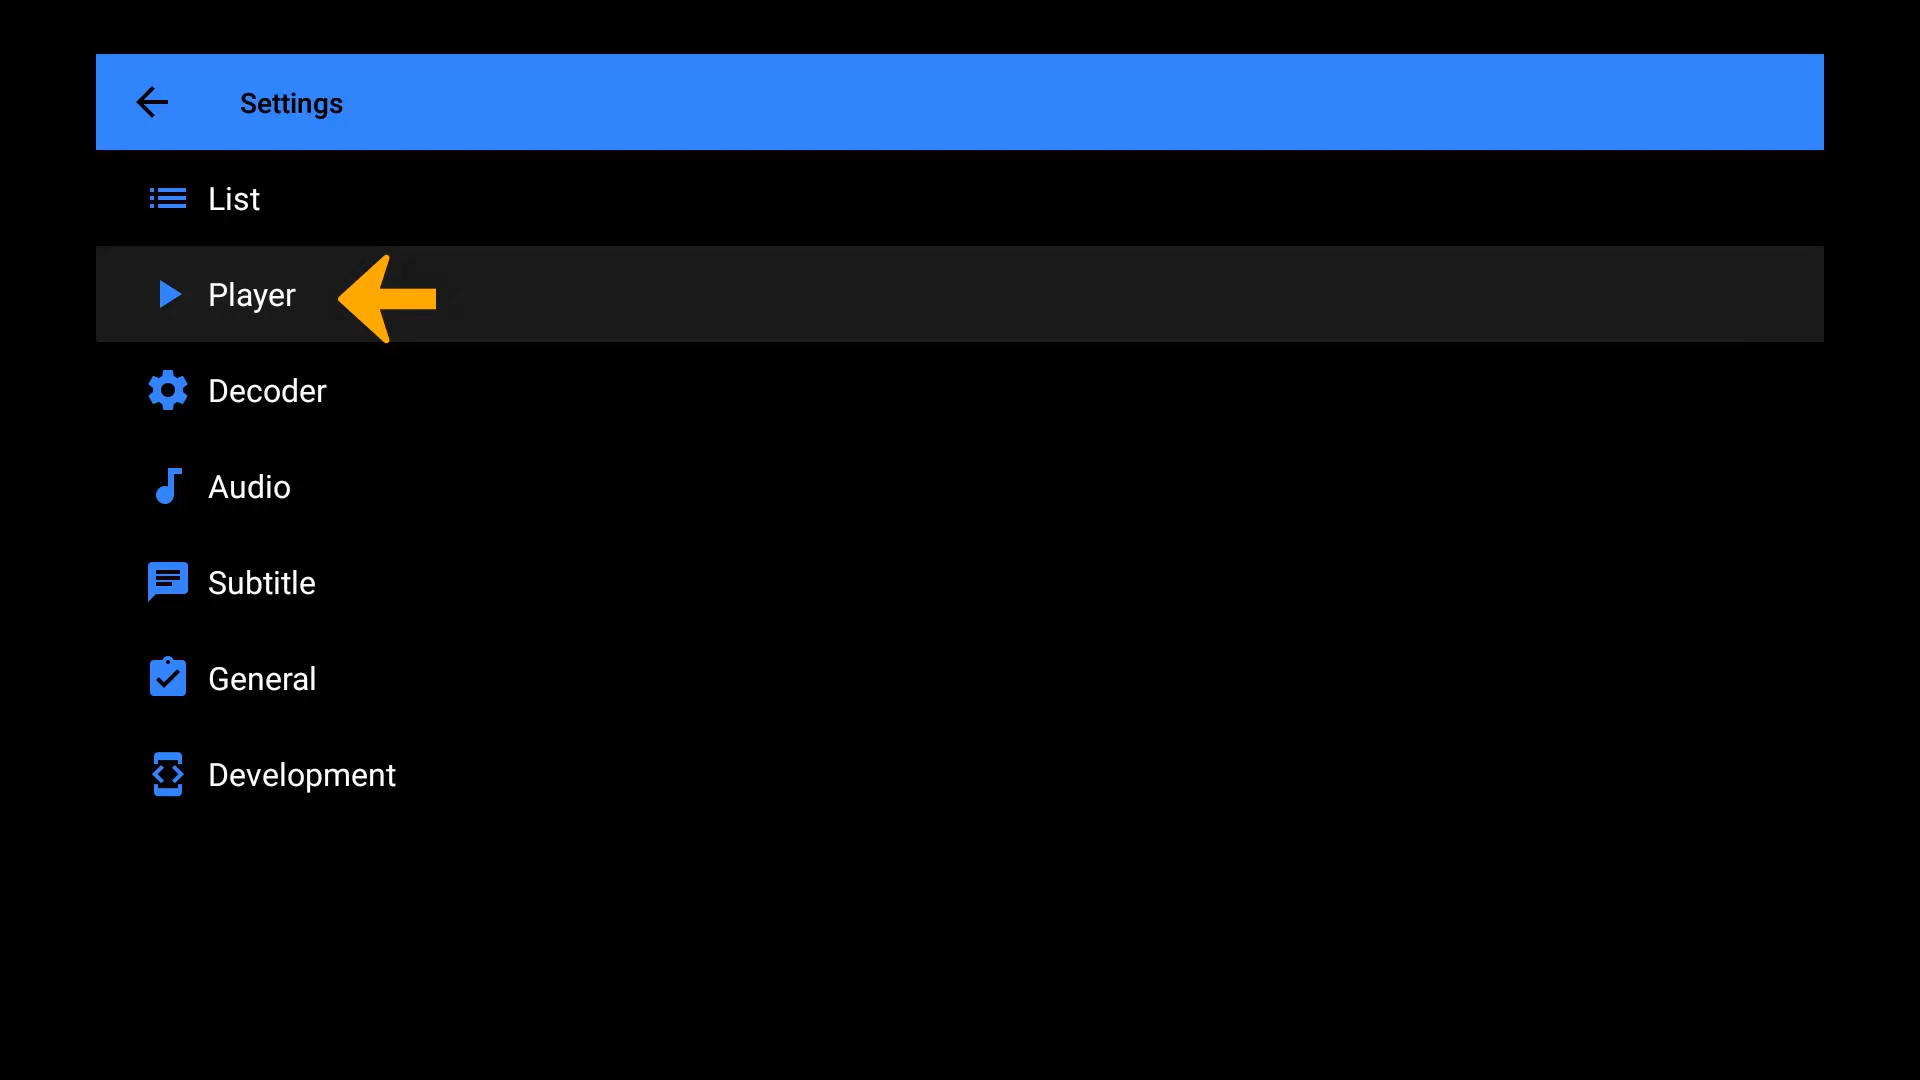 Settings
List
Player
Decoder
Audio
Subtitle
General
Development